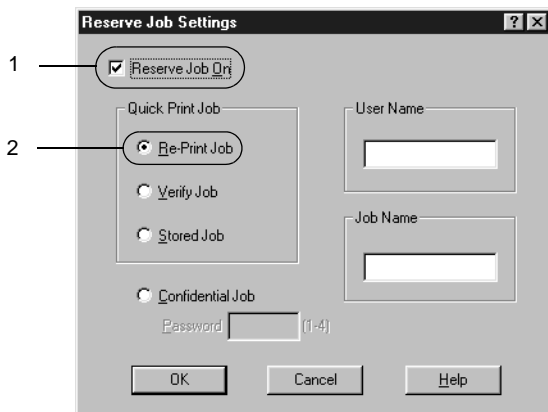 Reserve Job Settings
1
Reserve Job On
Quick Print Job
2
Re-Print Job
Verify Job
Stored Job
Confidential Job
Password
(1-4)
User Name
Job Name
OK
Cancel
Help